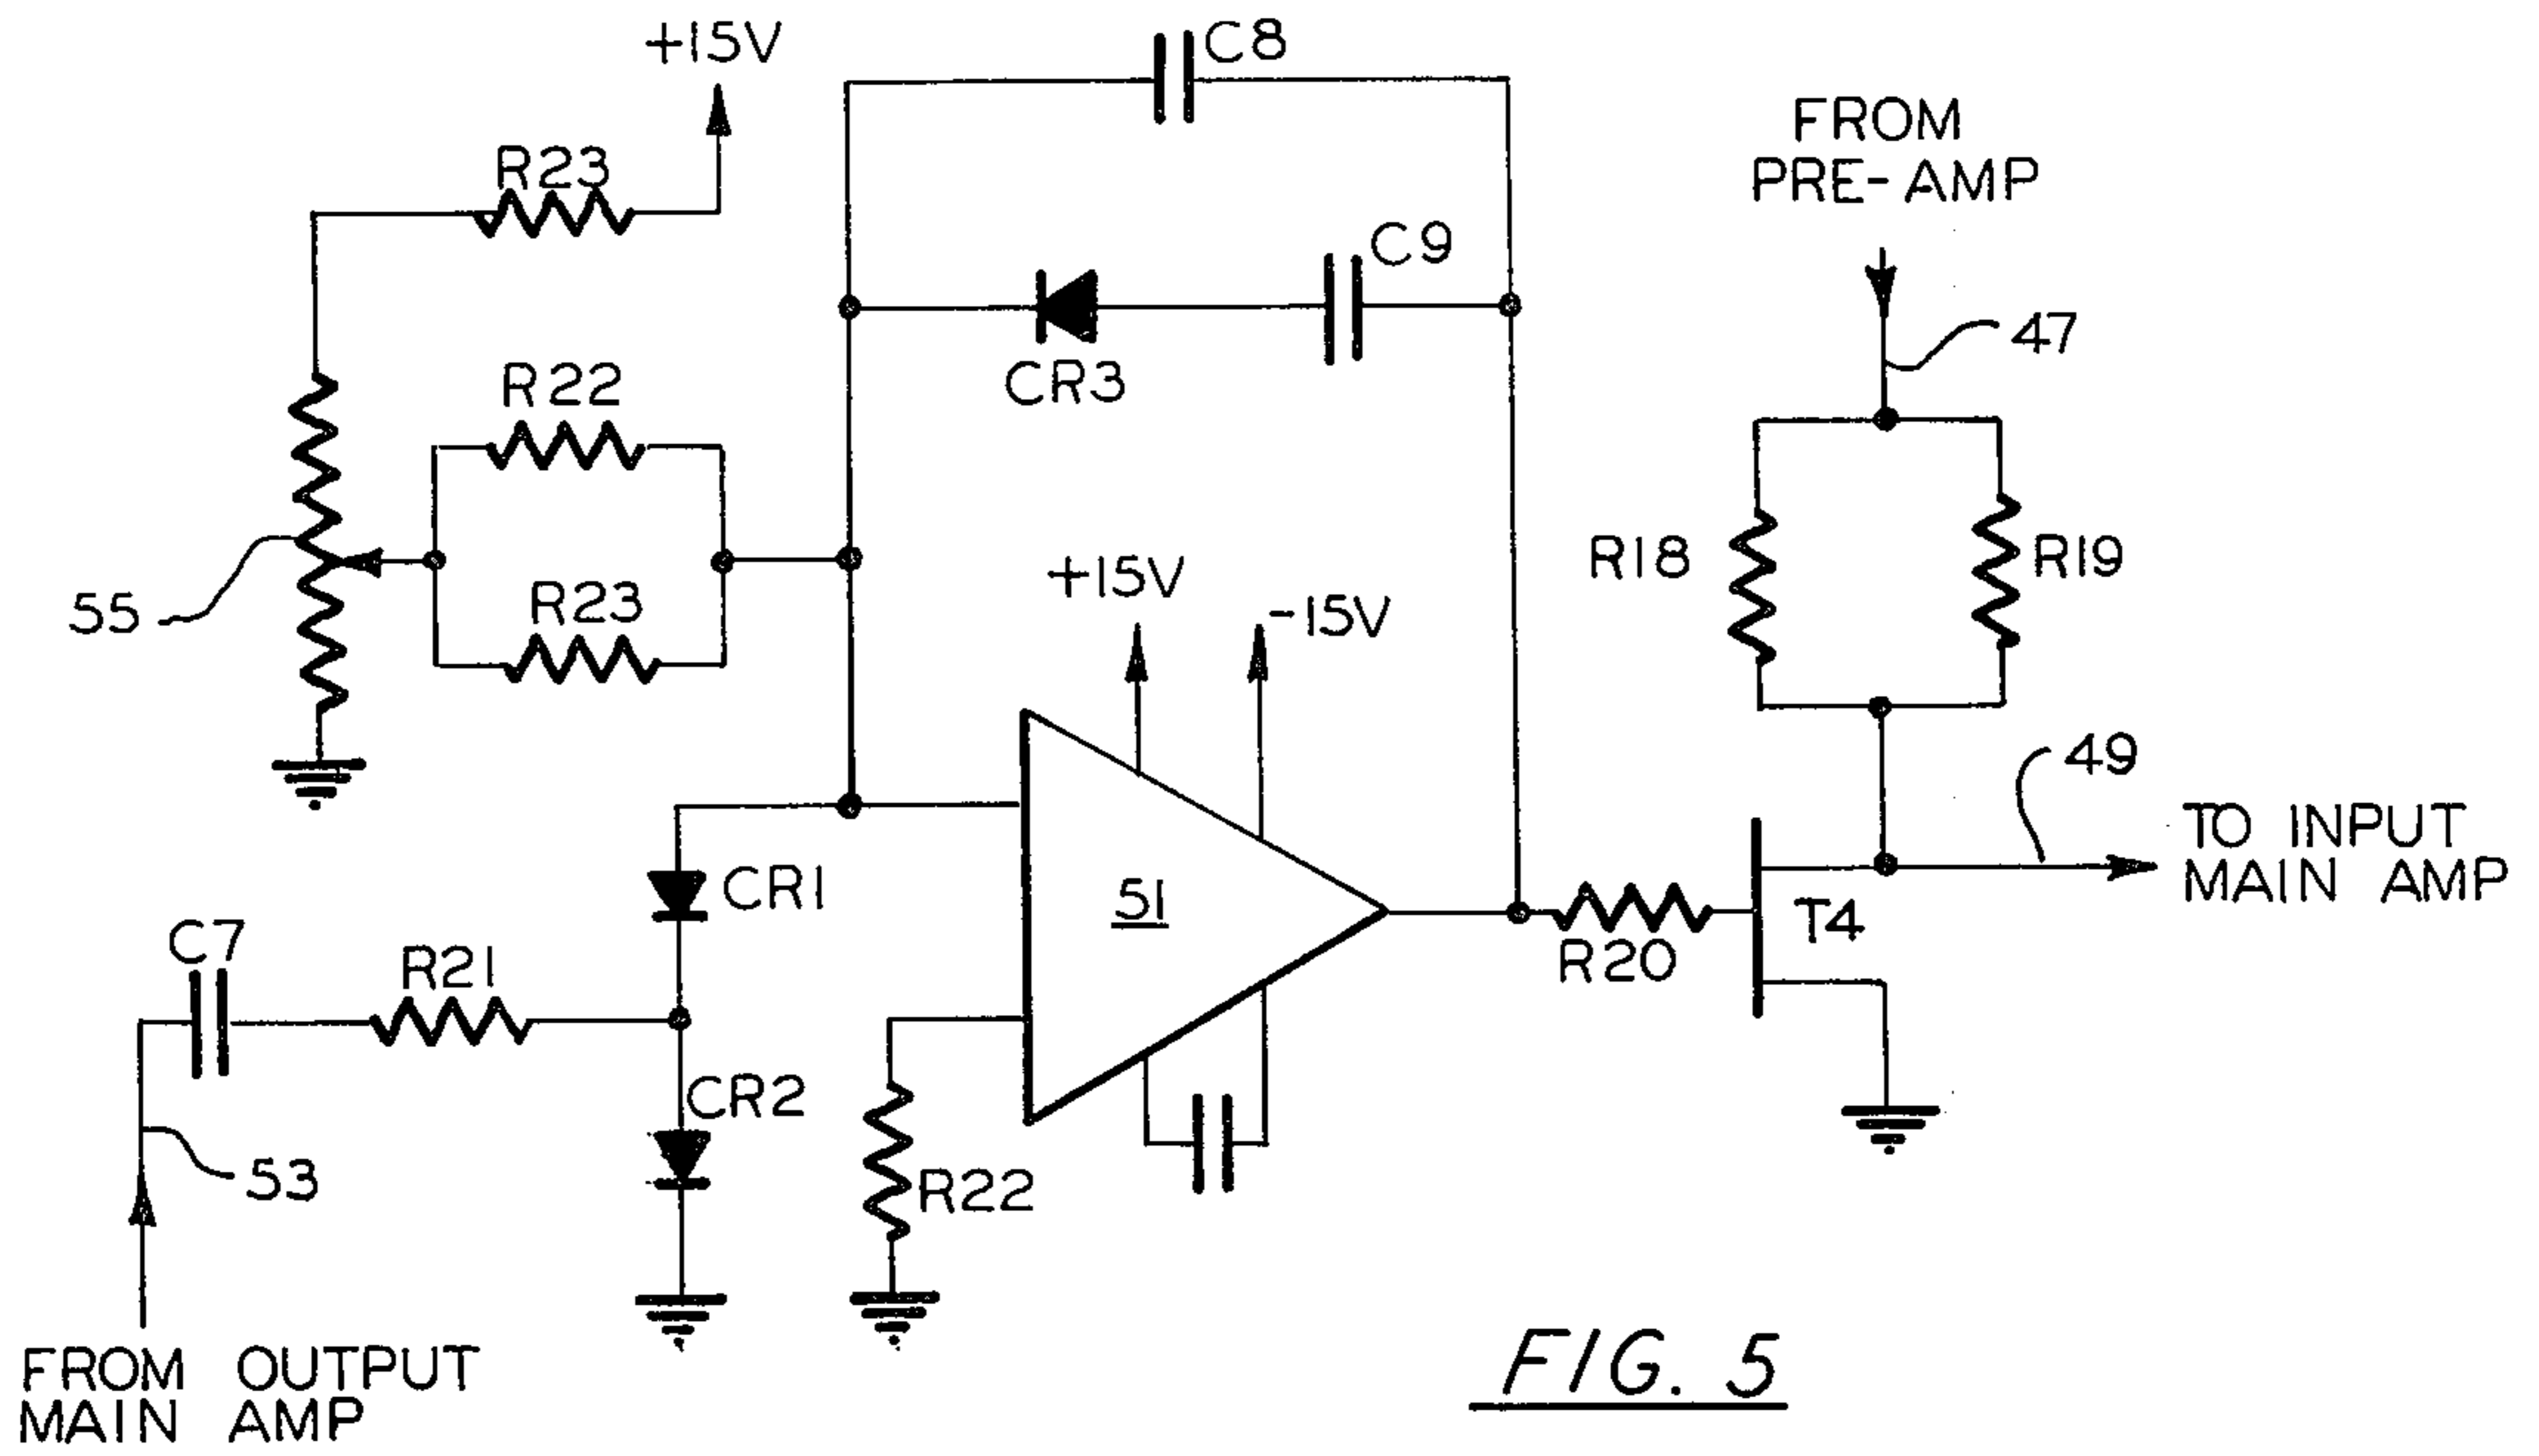 +15V
C8
R23
FROM
PRE-AMP
C9
47
CR3
R22
R18
R19
+15V
-15V
55
R23
49
TO INPUT
MAIN AMP
CR1
51
T4
C7
R21
R20
CR2
53
R22
FROM OUTPUT
MAIN AMP
FIG. 5